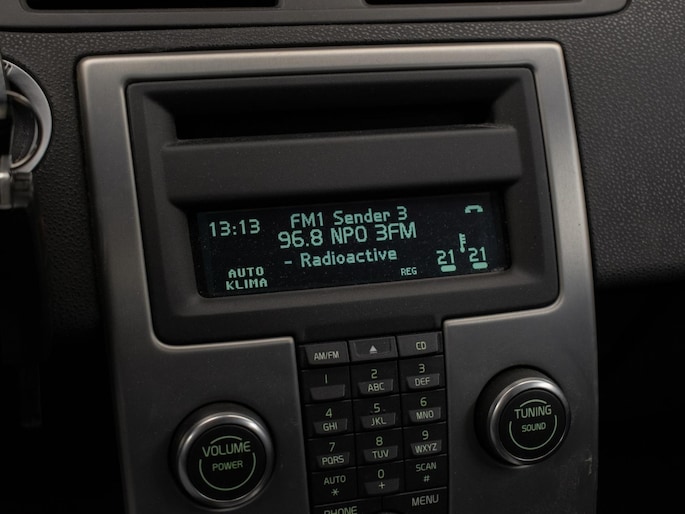 13:13
FM1 Sender 3
96.8 NPO 3FM
- Radioactive
AUTO
KLIMA
REG
21 21
AM/FM
CD
1
2
ABC
3
DEF
4
GHI
5
JKL
6
MNO
7
PQRS
8
TUV
9
WXYZ
AUTO
*
0
+
SCAN
#
PHONE
MENU
VOLUME
POWER
TUNING
SOUND